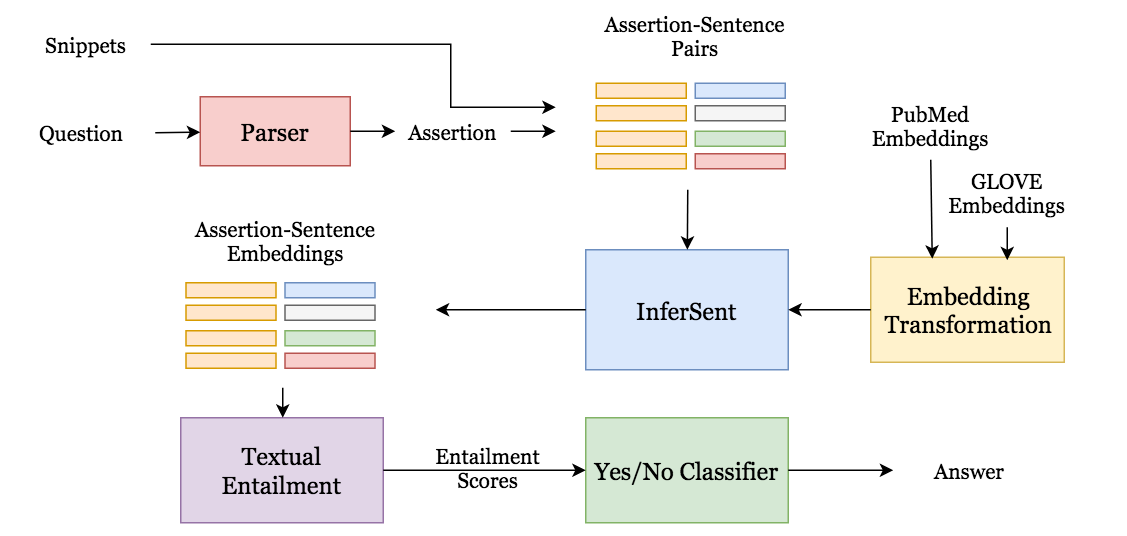 Snippets
Assertion-Sentence
Pairs
Question
Parser
Assertion
PubMed
Embeddings
GLOVE
Embeddings
Assertion-Sentence
Embeddings
InferSent
Embedding
Transformation
Textual
Entailment
Entailment
Scores
Yes/No Classifier
Answer